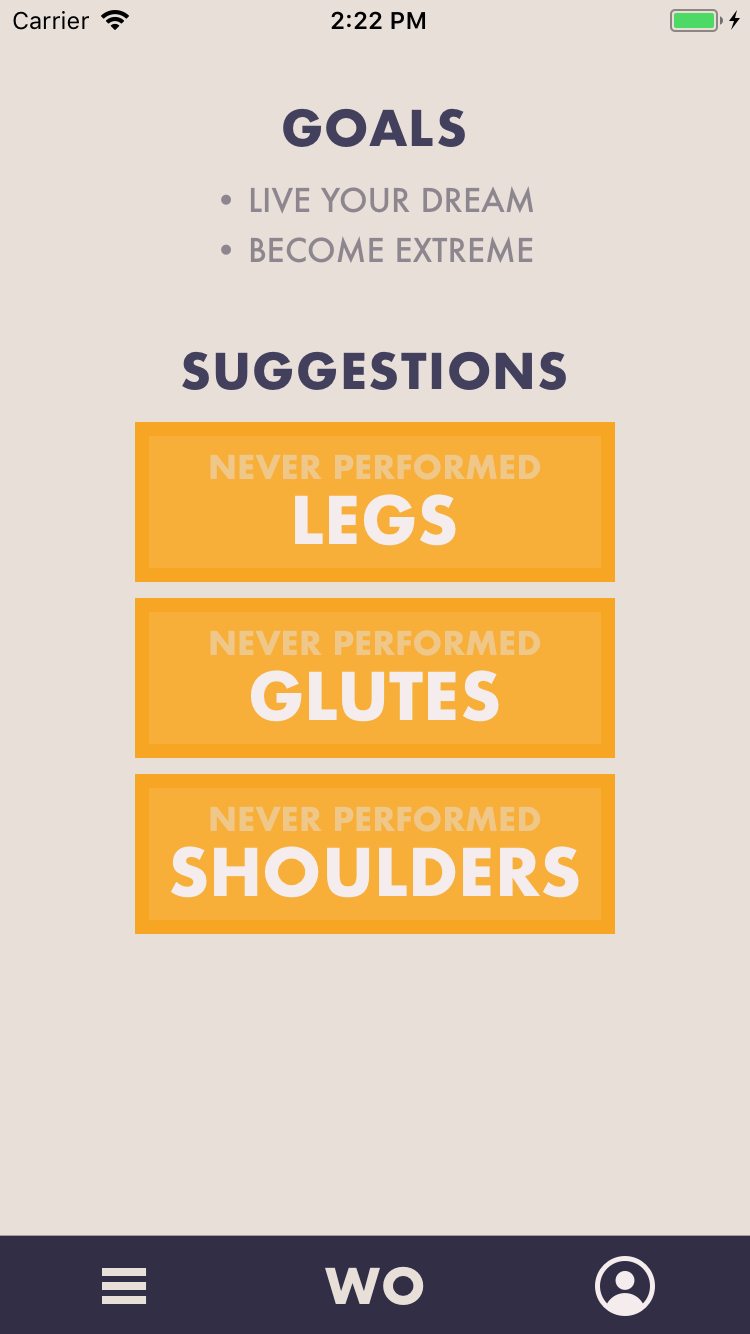 Carrier 2:22 PM
GOALS
• LIVE YOUR DREAM
• BECOME EXTREME
SUGGESTIONS
NEVER PERFORMED
LEGS
NEVER PERFORMED
GLUTES
NEVER PERFORMED
SHOULDERS
WO